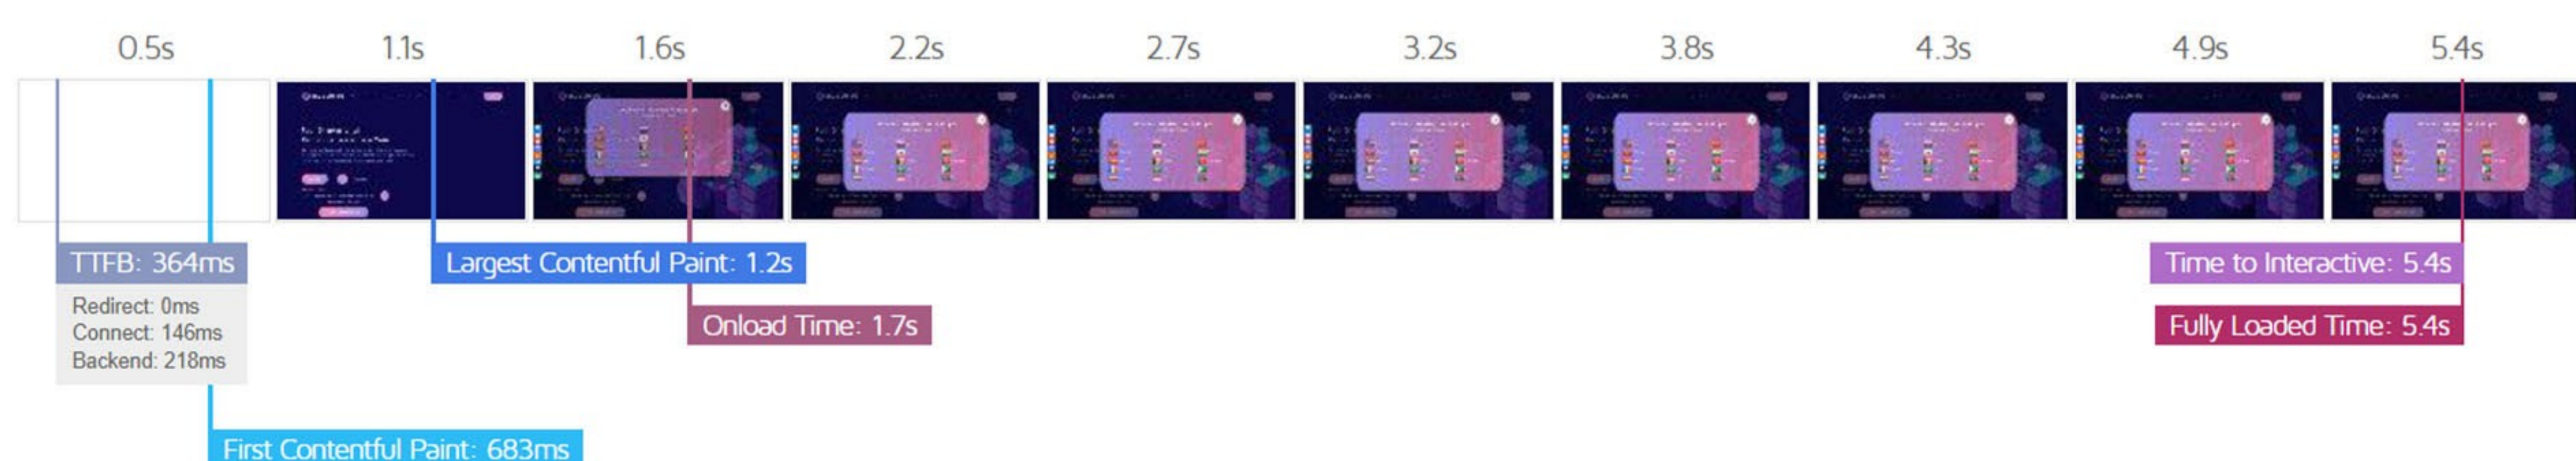 0.5s 1.1s 1.6s 2.2s 2.7s 3.2s 3.8s 4.3s 4.9s 5.4s
TTFB: 364ms
Redirect: 0ms
Connect: 146ms
Backend: 218ms
First Contentful Paint: 683ms
Largest Contentful Paint: 1.2s
Onload Time: 1.7s
Time to Interactive: 5.4s
Fully Loaded Time: 5.4s